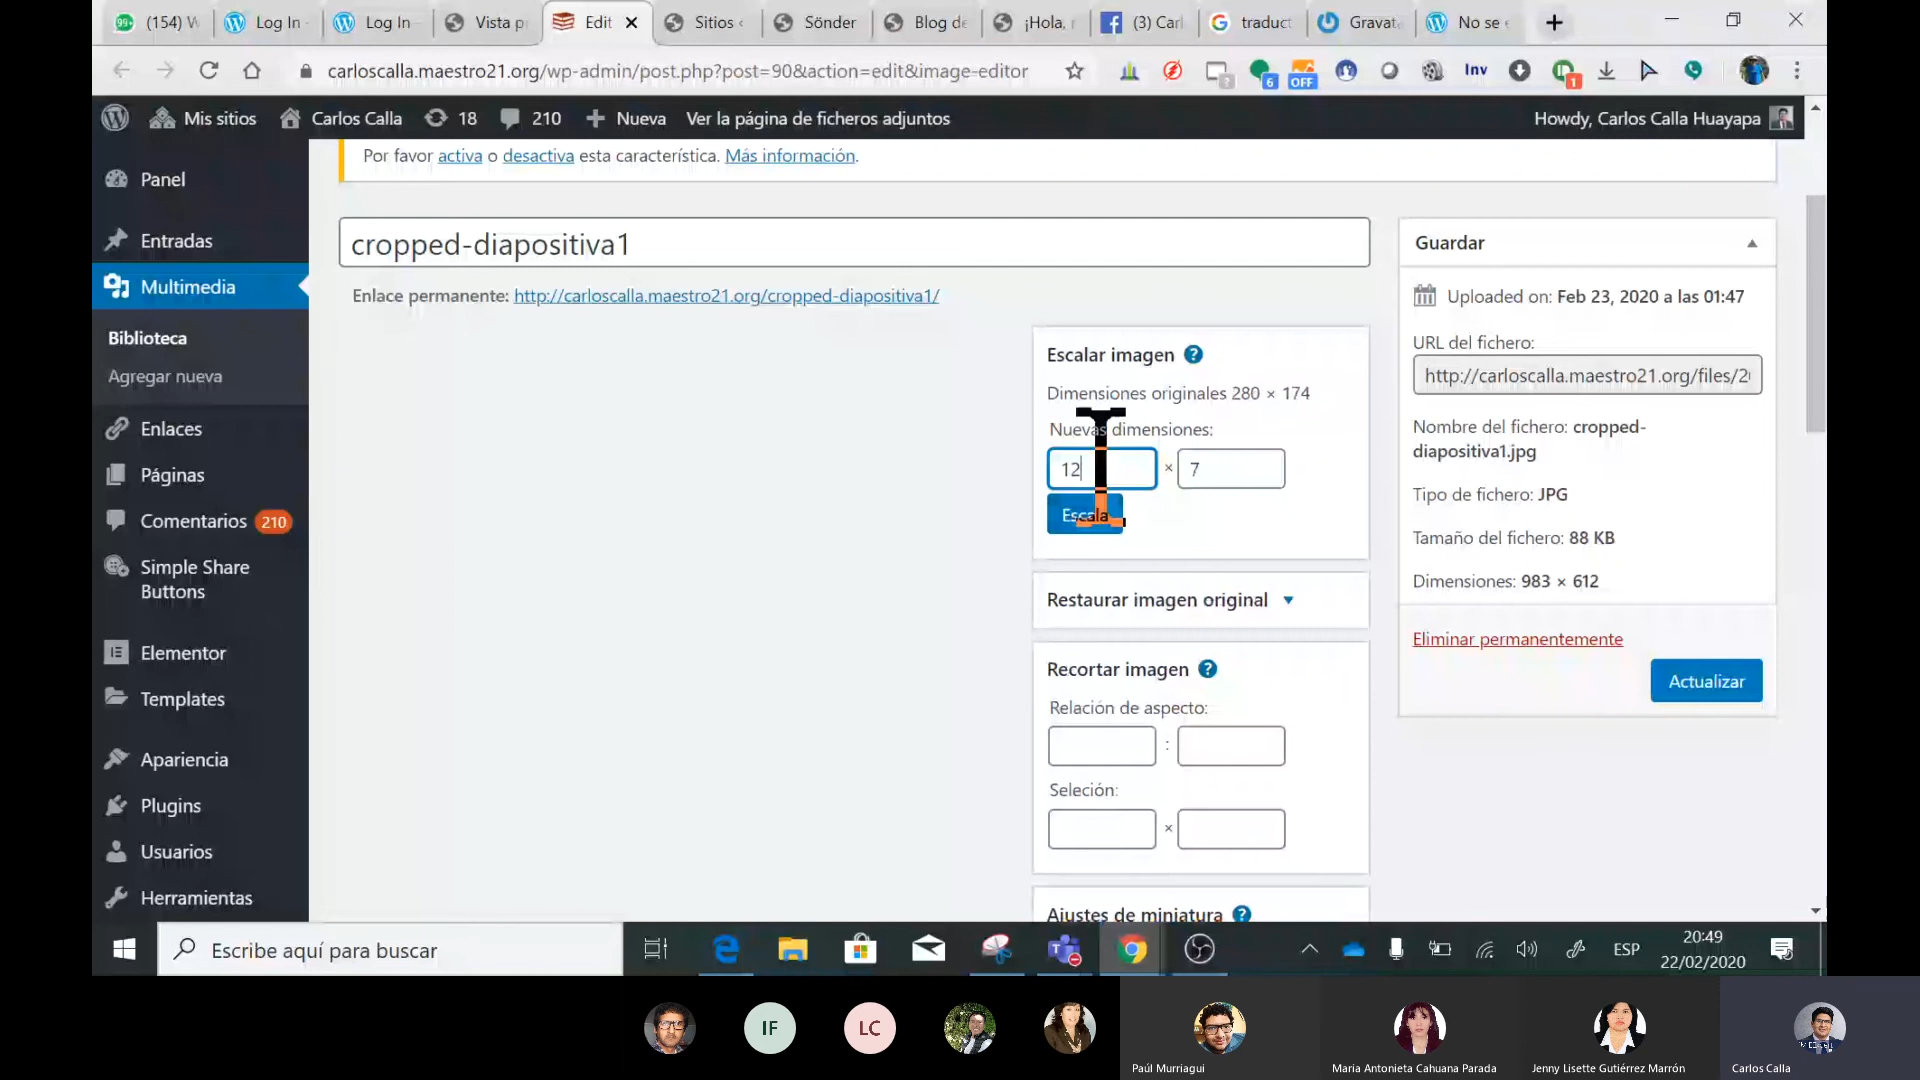 (154) W
Log In
Log In
Vista p
Edit
Sitios
Sönder
Blog de
¡Hola,
(3) Carl
traduct
Gravat
No se
carloscalla.maestro21.org/wp-admin/post.php?post=90&action=edit&image-editor
6
OFF
Inv
1
Mis sitios
Carlos Calla
18
210
Nueva
Ver la página de ficheros adjuntos
Howdy, Carlos Calla Huayapa
Por favor activa o desactiva esta característica. Más información.
Panel
Entradas
Multimedia
Biblioteca
Agregar nueva
Enlaces
Páginas
Comentarios 210
Simple Share
Buttons
Elementor
Templates
Apariencia
Plugins
Usuarios
Herramientas
cropped-diapositiva1
Enlace permanente: http://carloscalla.maestro21.org/cropped-diapositiva1/
Escalar imagen
Dimensiones originales 280 × 174
Nuevas dimensiones:
12 × 7
Escala
Restaurar imagen original
Recortar imagen
Relación de aspecto:
:
Seleción:
×
Ajustes de miniatura
Guardar
Uploaded on: Feb 23, 2020 a las 01:47
URL del fichero:
http://carloscalla.maestro21.org/files/2
Nombre del fichero: cropped-
diapositiva1.jpg
Tipo de fichero: JPG
Tamaño del fichero: 88 KB
Dimensiones: 983 × 612
Eliminar permanentemente
Actualizar
Escribe aquí para buscar
ESP
20:49
22/02/2020
IF
LC
Paúl Murriagui
Maria Antonieta Cahuana Parada
Jenny Lisette Gutiérrez Marrón
Carlos Calla